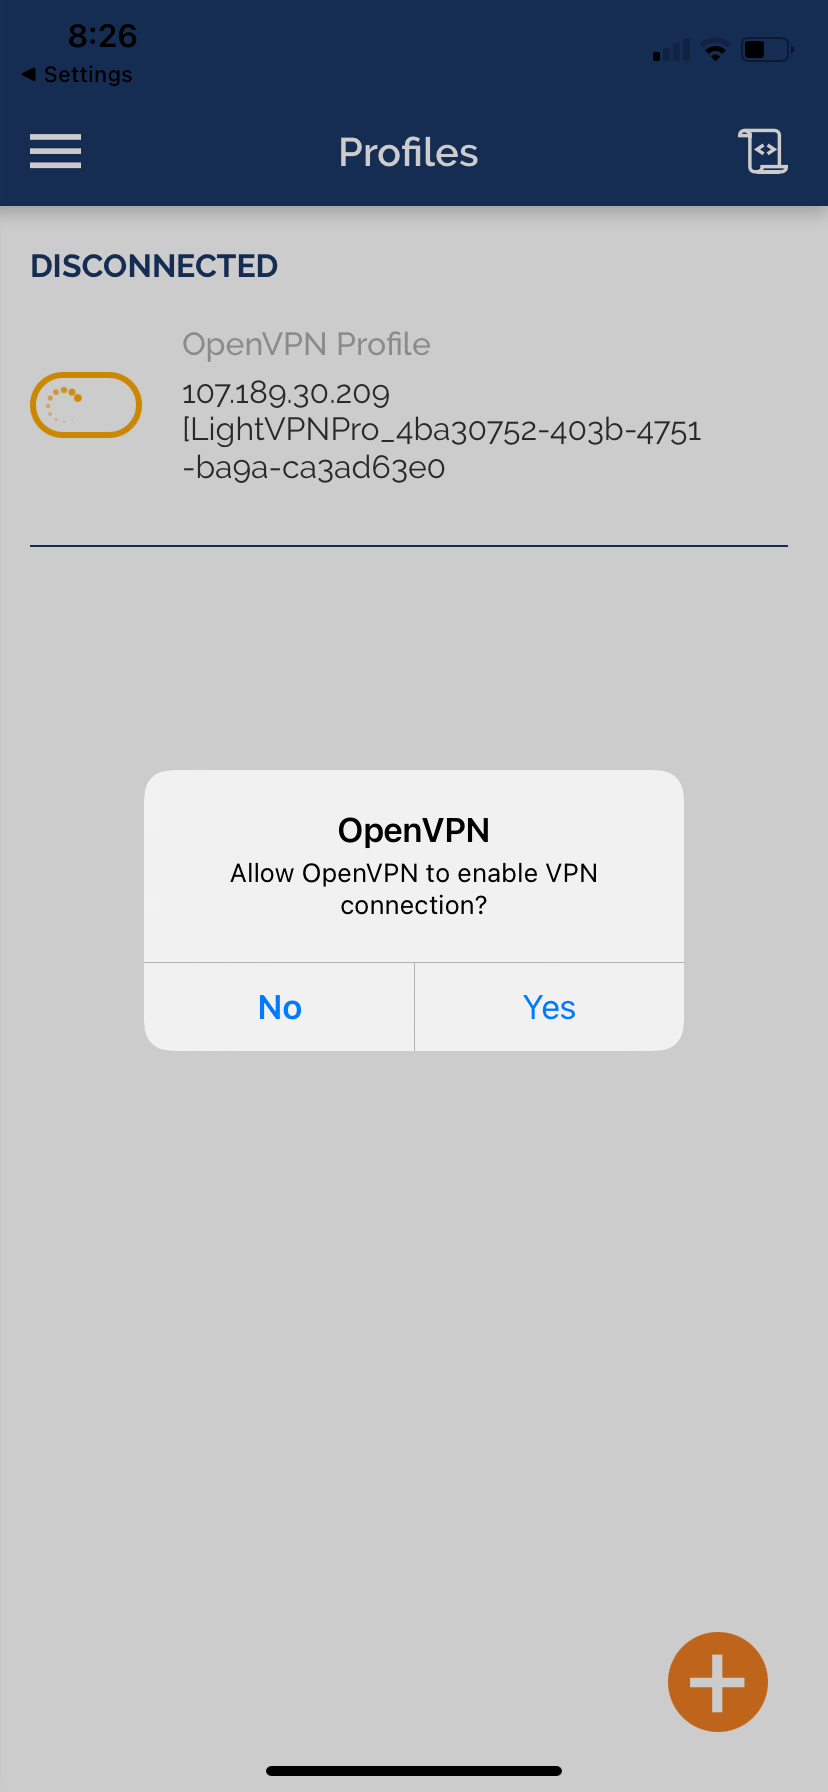 8:26
◀ Settings
Profiles
DISCONNECTED
OpenVPN Profile
107.189.30.209
[LightVPNPro_4ba30752-403b-4751
-ba9a-ca3ad63e0
OpenVPN
Allow OpenVPN to enable VPN
connection?
No
Yes